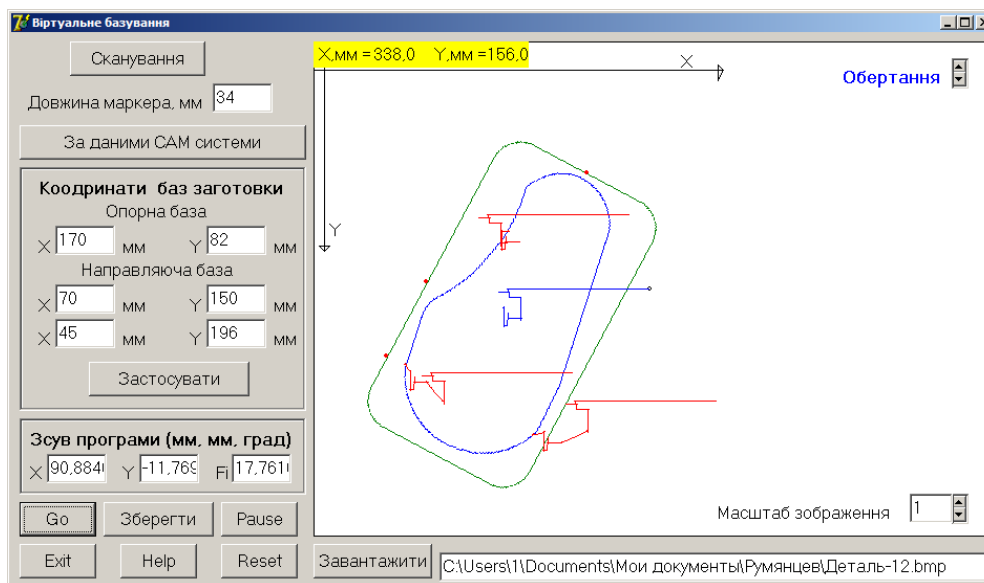 Віртуальне базування
Сканування
Довжина маркера, мм 34
За даними САМ системи
Коодринати баз заготовки
Опорна база
X 170 мм Y 82 мм
Направляюча база
X 70 мм Y 150 мм
X 45 мм Y 196 мм
Застосувати
Зсув програми (мм, мм, град)
X 90,884 Y -11,769 Fi 17,761
Go Зберегти Pause
Exit Help Reset
X,мм =338,0 Y,мм=156,0
X
Обертання
Y
Масштаб зображення 1
Завантажити C:\Users\1\Documents\Мои документы\Румянцев\Деталь-12.bmp